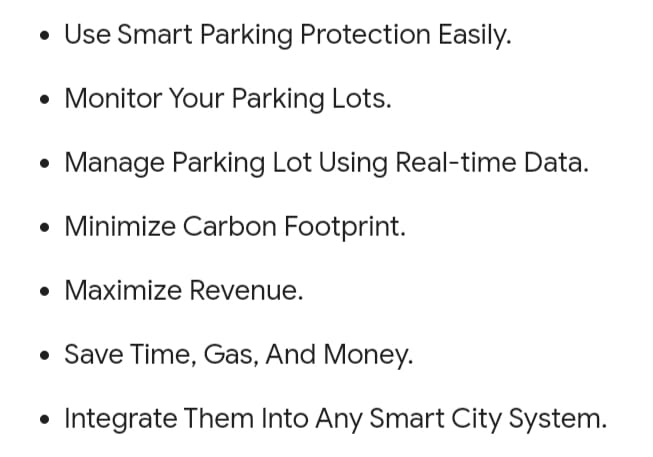 • Use Smart Parking Protection Easily.
• Monitor Your Parking Lots.
• Manage Parking Lot Using Real-time Data.
• Minimize Carbon Footprint.
• Maximize Revenue.
• Save Time, Gas, And Money.
• Integrate Them Into Any Smart City System.